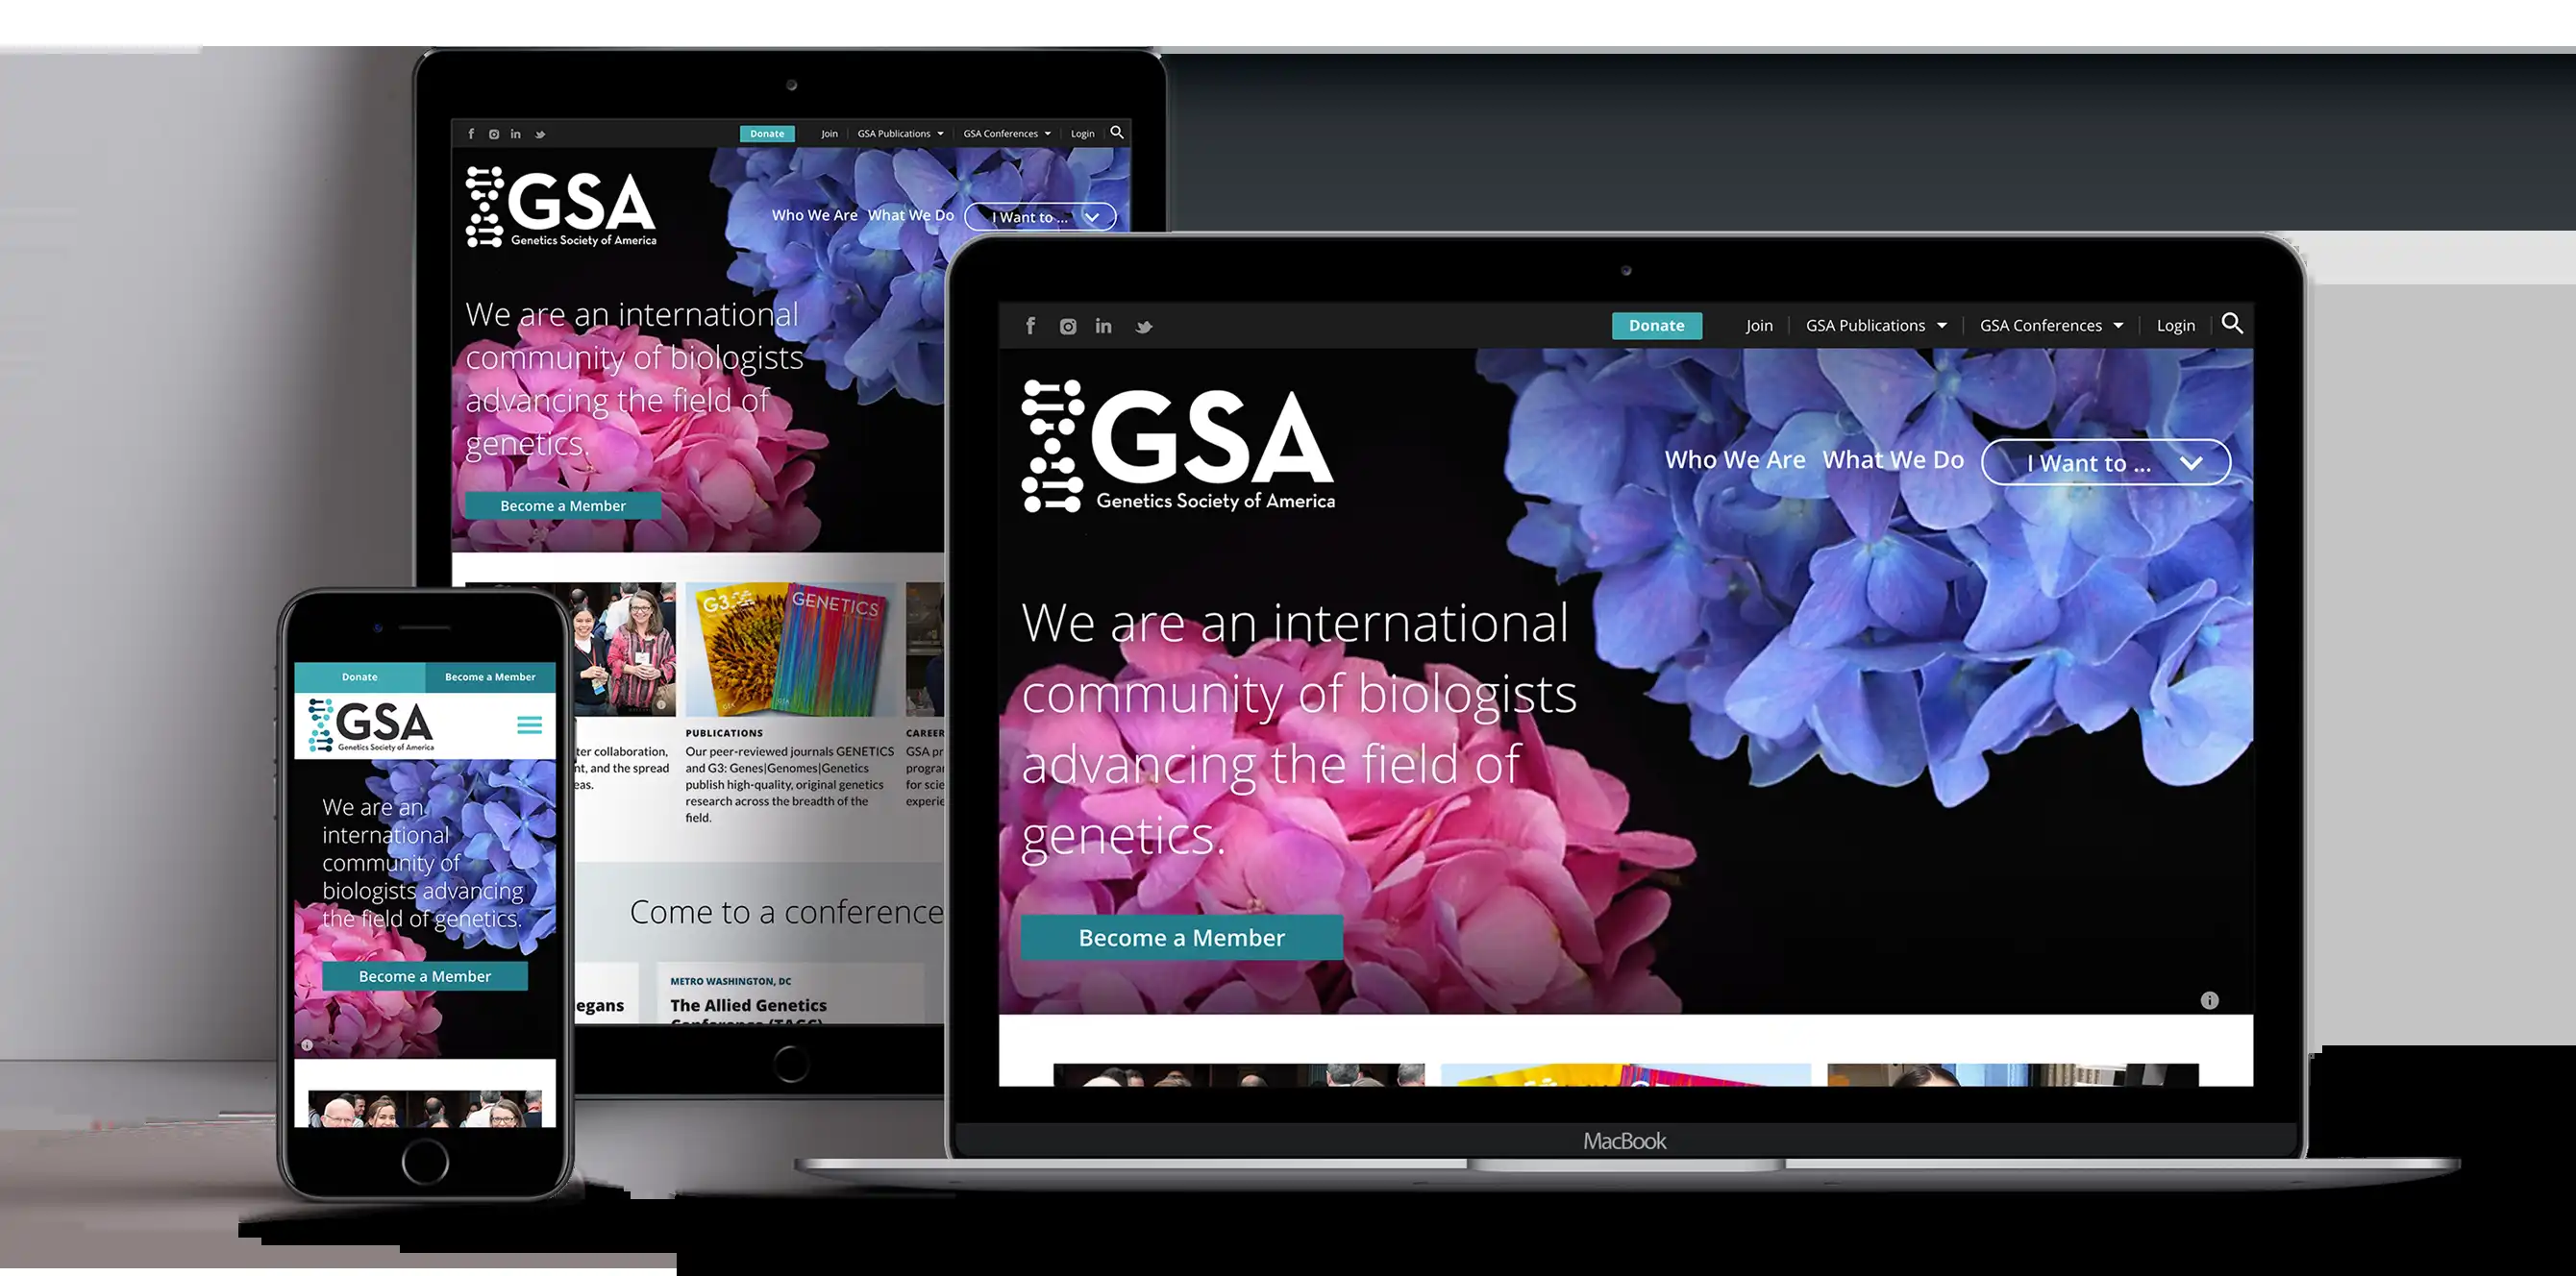 Donate
Join
GSA Publications
GSA Conferences
Login
GSA
Genetics Society of America
Who We Are
What We Do
I Want to ...
We are an international
community of biologists
advancing the field of
genetics.
Become a Member
G3
GENETICS
ter collaboration,
nt, and the spread
eas.
PUBLICATIONS
Our peer-reviewed journals GENETICS
and G3: Genes|Genomes|Genetics
publish high-quality, original genetics
research across the breadth of the
field.
CAREER
GSA pr
progra
for scie
experie
Come to a conference
egans
METRO WASHINGTON, DC
The Allied Genetics
Conference (TAGC)
Donate
Become a Member
GSA
Genetics Society of America
We are an
international
community of
biologists advancing
the field of genetics.
Become a Member
Donate
Join
GSA Publications
GSA Conferences
Login
GSA
Genetics Society of America
Who We Are
What We Do
I Want to ...
We are an international
community of biologists
advancing the field of
genetics.
Become a Member
MacBook